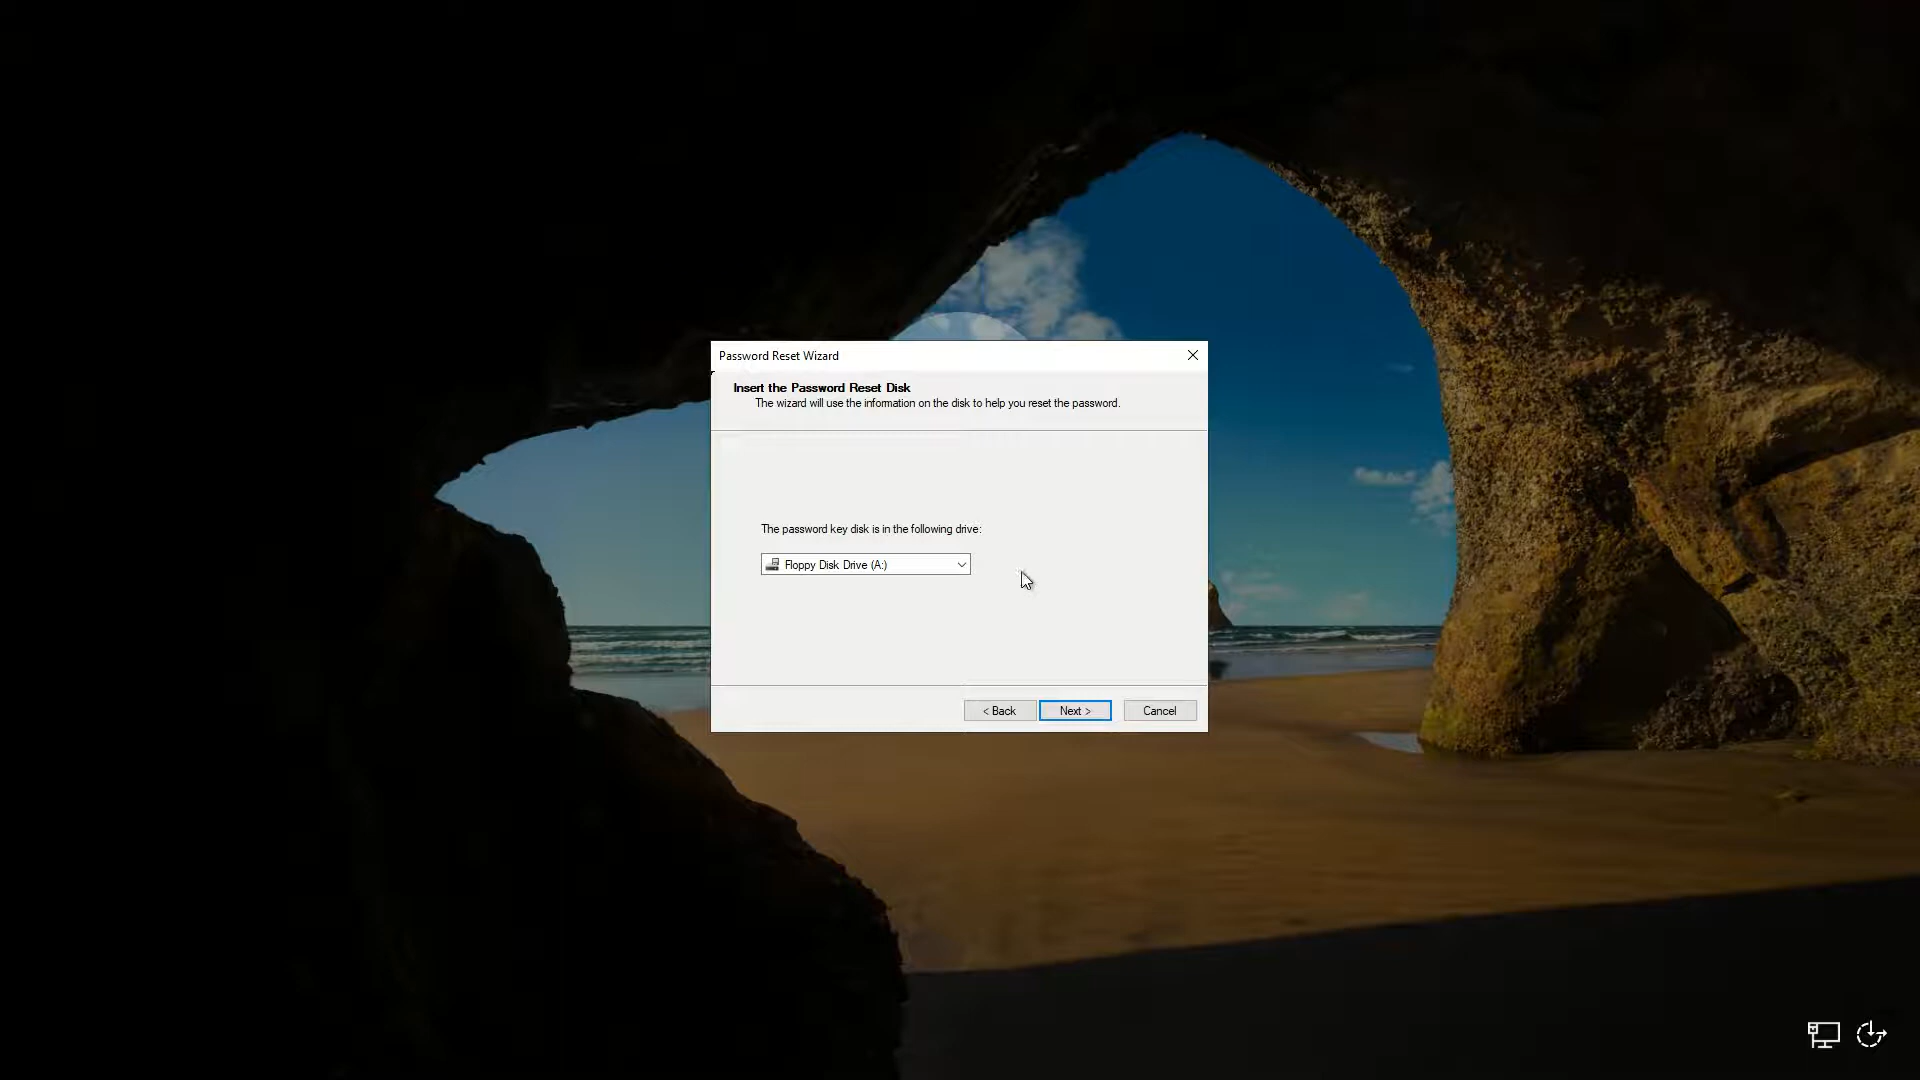 Password Reset Wizard
Insert the Password Reset Disk
The wizard will use the information on the disk to help you reset the password.
The password key disk is in the following drive:
Floppy Disk Drive (A:)
< Back
Next >
Cancel